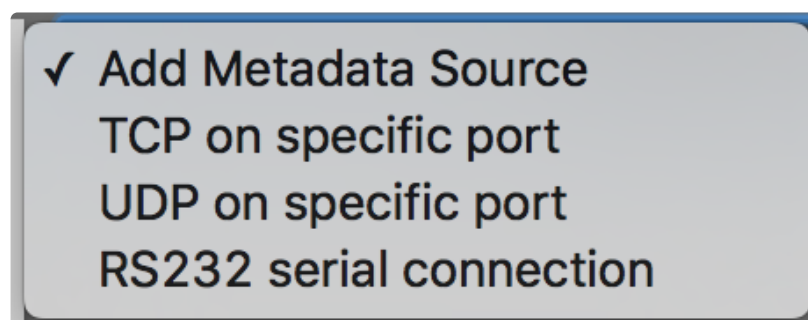 ✓ Add Metadata Source
TCP on specific port
UDP on specific port
RS232 serial connection